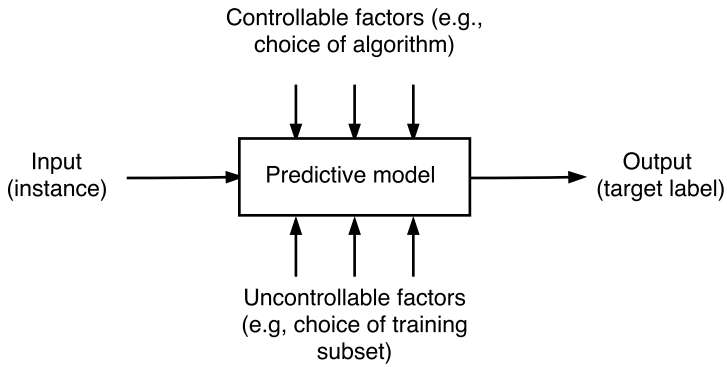 Controllable factors (e.g.,
choice of algorithm)
Input
(instance)
Predictive model
Output
(target label)
Uncontrollable factors
(e.g, choice of training
subset)